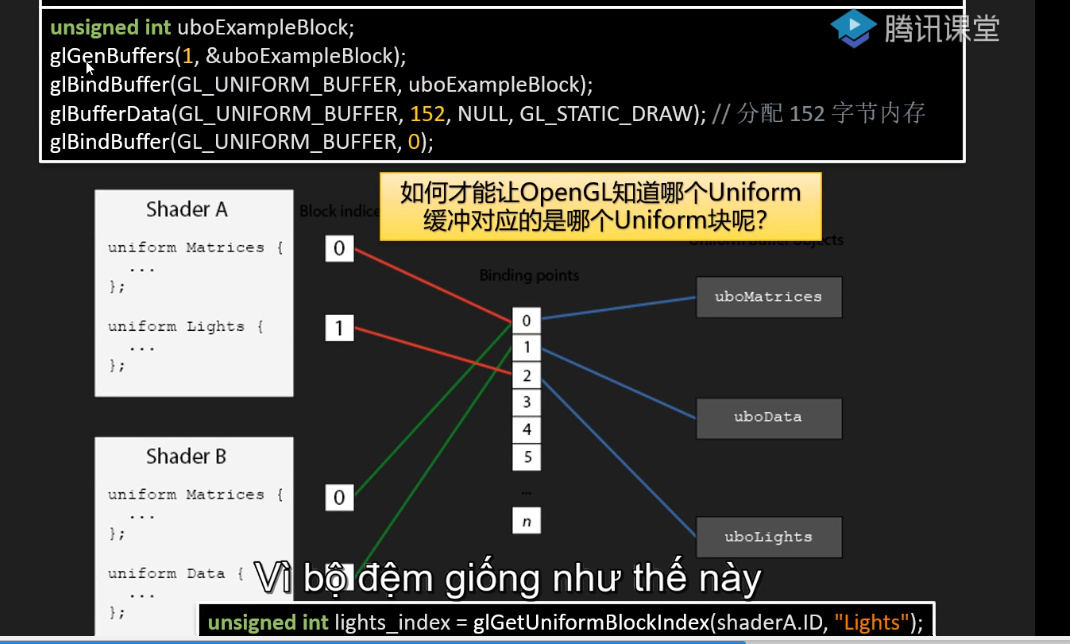 unsigned int uboExampleBlock;
腾讯课堂
glGenBuffers(1, &uboExampleBlock);
glBindBuffer(GL_UNIFORM_BUFFER, uboExampleBlock);
glBufferData(GL_UNIFORM_BUFFER, 152, NULL, GL_STATIC_DRAW); // 分配 152 字节内存
glBindBuffer(GL_UNIFORM_BUFFER, 0);
如何才能让OpenGL知道哪个Uniform
缓冲对应的是哪个Uniform块呢?
Shader A
uniform Matrices {
...
};
uniform Lights {
...
};
Block indice
0
1
Binding points
0
1
2
3
4
5
...
n
Uniform buffer objects
uboMatrices
uboData
uboLights
Shader B
uniform Matrices {
...
};
uniform Data {
...
};
0
Vì bộ đệm giống như thế này
unsigned int lights_index = glGetUniformBlockIndex(shaderA.ID, "Lights");